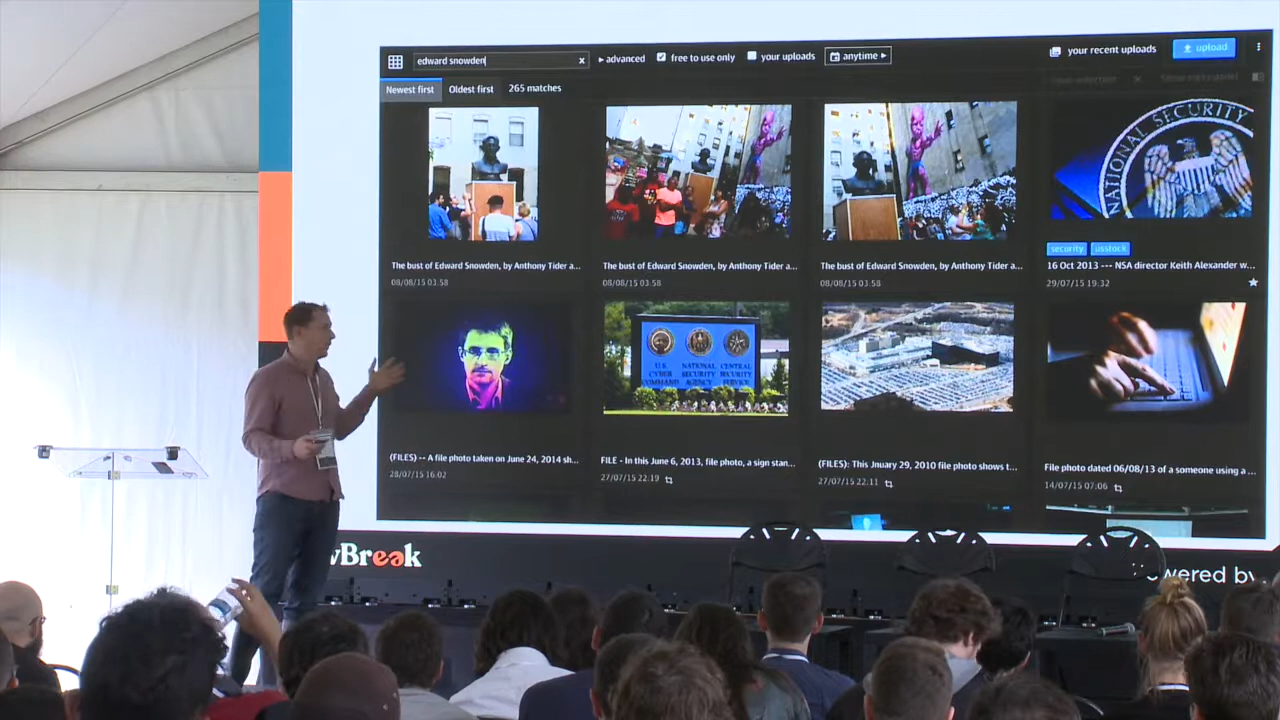 edward snowden
x
advanced
free to use only
your uploads
anytime
your recent uploads
upload
Newest first
Oldest first
265 matches
NATIONAL SECURITY
The bust of Edward Snowden, by Anthony Tider a...
08/08/15 03.58
The bust of Edward Snowden, by Anthony Tider a...
08/08/15 03.58
The bust of Edward Snowden, by Anthony Tider a...
08/08/15 03.58
security
usstock
16 Oct 2013 --- NSA director Keith Alexander w...
29/07/15 19.32
U.S. CYBER COMMAND
NATIONAL SECURITY AGENCY
CENTRAL SECURITY SERVICE
(FILES) -- A file photo taken on June 24, 2014 sh...
28/07/15 16.02
FILE - In this June 6, 2013, file photo, a sign stan...
27/07/15 22.19
(FILES): This Jnuary 29, 2010 file photo shows t...
27/07/15 22:11
File photo dated 06/08/13 of a someone using a ...
14/07/15 07.06
wBreak
owered by